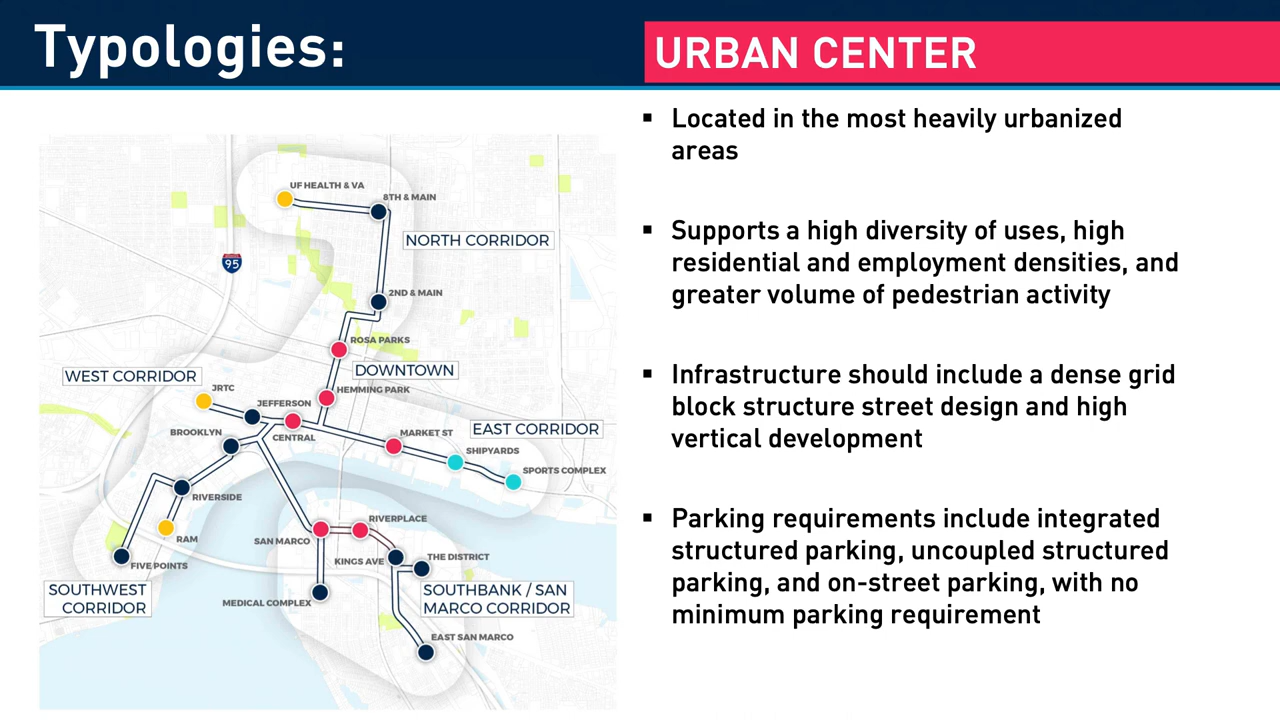 Typologies:
URBAN CENTER
UF HEALTH & VA
8TH & MAIN
NORTH CORRIDOR
95
2ND & MAIN
ROSA PARKS
DOWNTOWN
WEST CORRIDOR
JRTC
HEMMING PARK
JEFFERSON
BROOKLYN
CENTRAL
MARKET ST
EAST CORRIDOR
SHIPYARDS
SPORTS COMPLEX
RIVERSIDE
RAM
RIVERPLACE
SAN MARCO
KINGS AVE
THE DISTRICT
FIVE POINTS
SOUTHWEST
CORRIDOR
MEDICAL COMPLEX
SOUTHBANK / SAN
MARCO CORRIDOR
EAST SAN MARCO
▪ Located in the most heavily urbanized
areas
▪ Supports a high diversity of uses, high
residential and employment densities, and
greater volume of pedestrian activity
▪ Infrastructure should include a dense grid
block structure street design and high
vertical development
▪ Parking requirements include integrated
structured parking, uncoupled structured
parking, and on-street parking, with no
minimum parking requirement